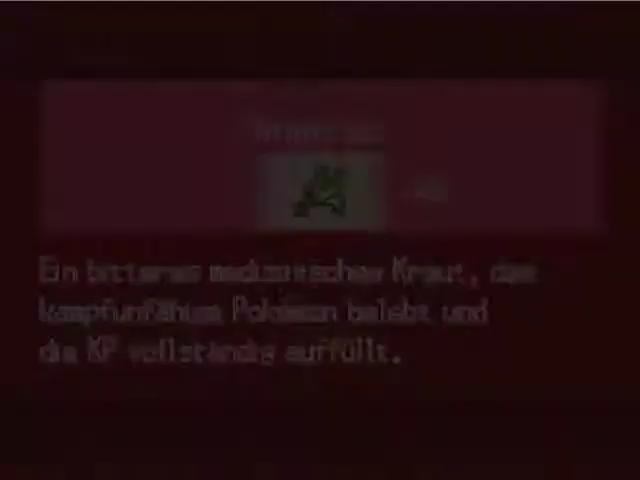 Ein bitteres medizinisches Kraut, das
kampfunfähige Pokémon belebt und
die KP vollständig auffüllt.